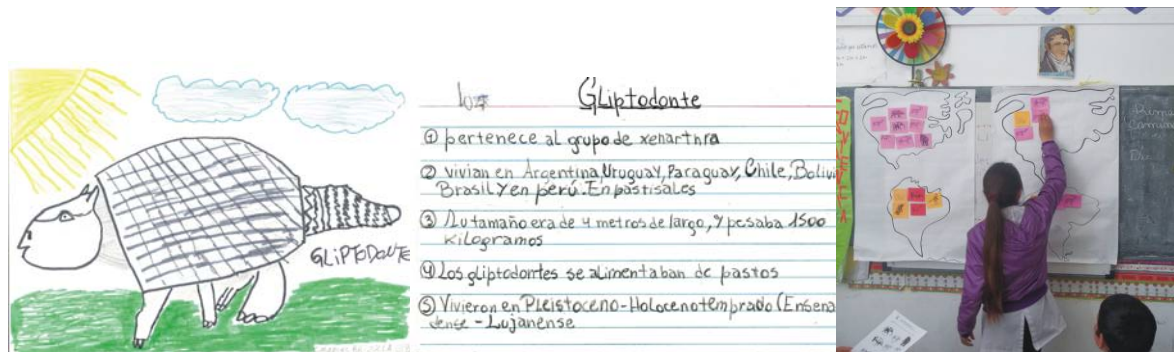 GLIPTODONTE
los Gliptodonte
① pertenece al grupo de xenarthra
② vivian en Argentina, Uruguay, Paraguay, Chile, Bolivi
Brasil y en perú. En pastisales
③ Su tamaño era de 4 metros de largo, y pesaba 1500
kilogramos
④ Los gliptodontes se alimentaban de pastos
⑤ Vivieron en Pleistoceno-Holoceno temprado (Ensena
dense - Lujanense